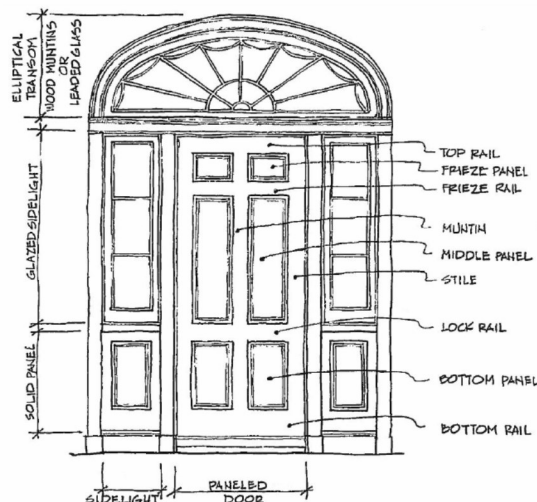 ELLIPTICAL
TRANSOM
WOOD MUNTINS
OR
LEADED GLASS
GLAZED SIDELIGHT
SOLID PANEL
TOP RAIL
FRIEZE PANEL
FRIEZE RAIL
MUNTIN
MIDDLE PANEL
STILE
LOCK RAIL
BOTTOM PANEL
BOTTOM RAIL
SIDELIGHT
PANELED
DOOR